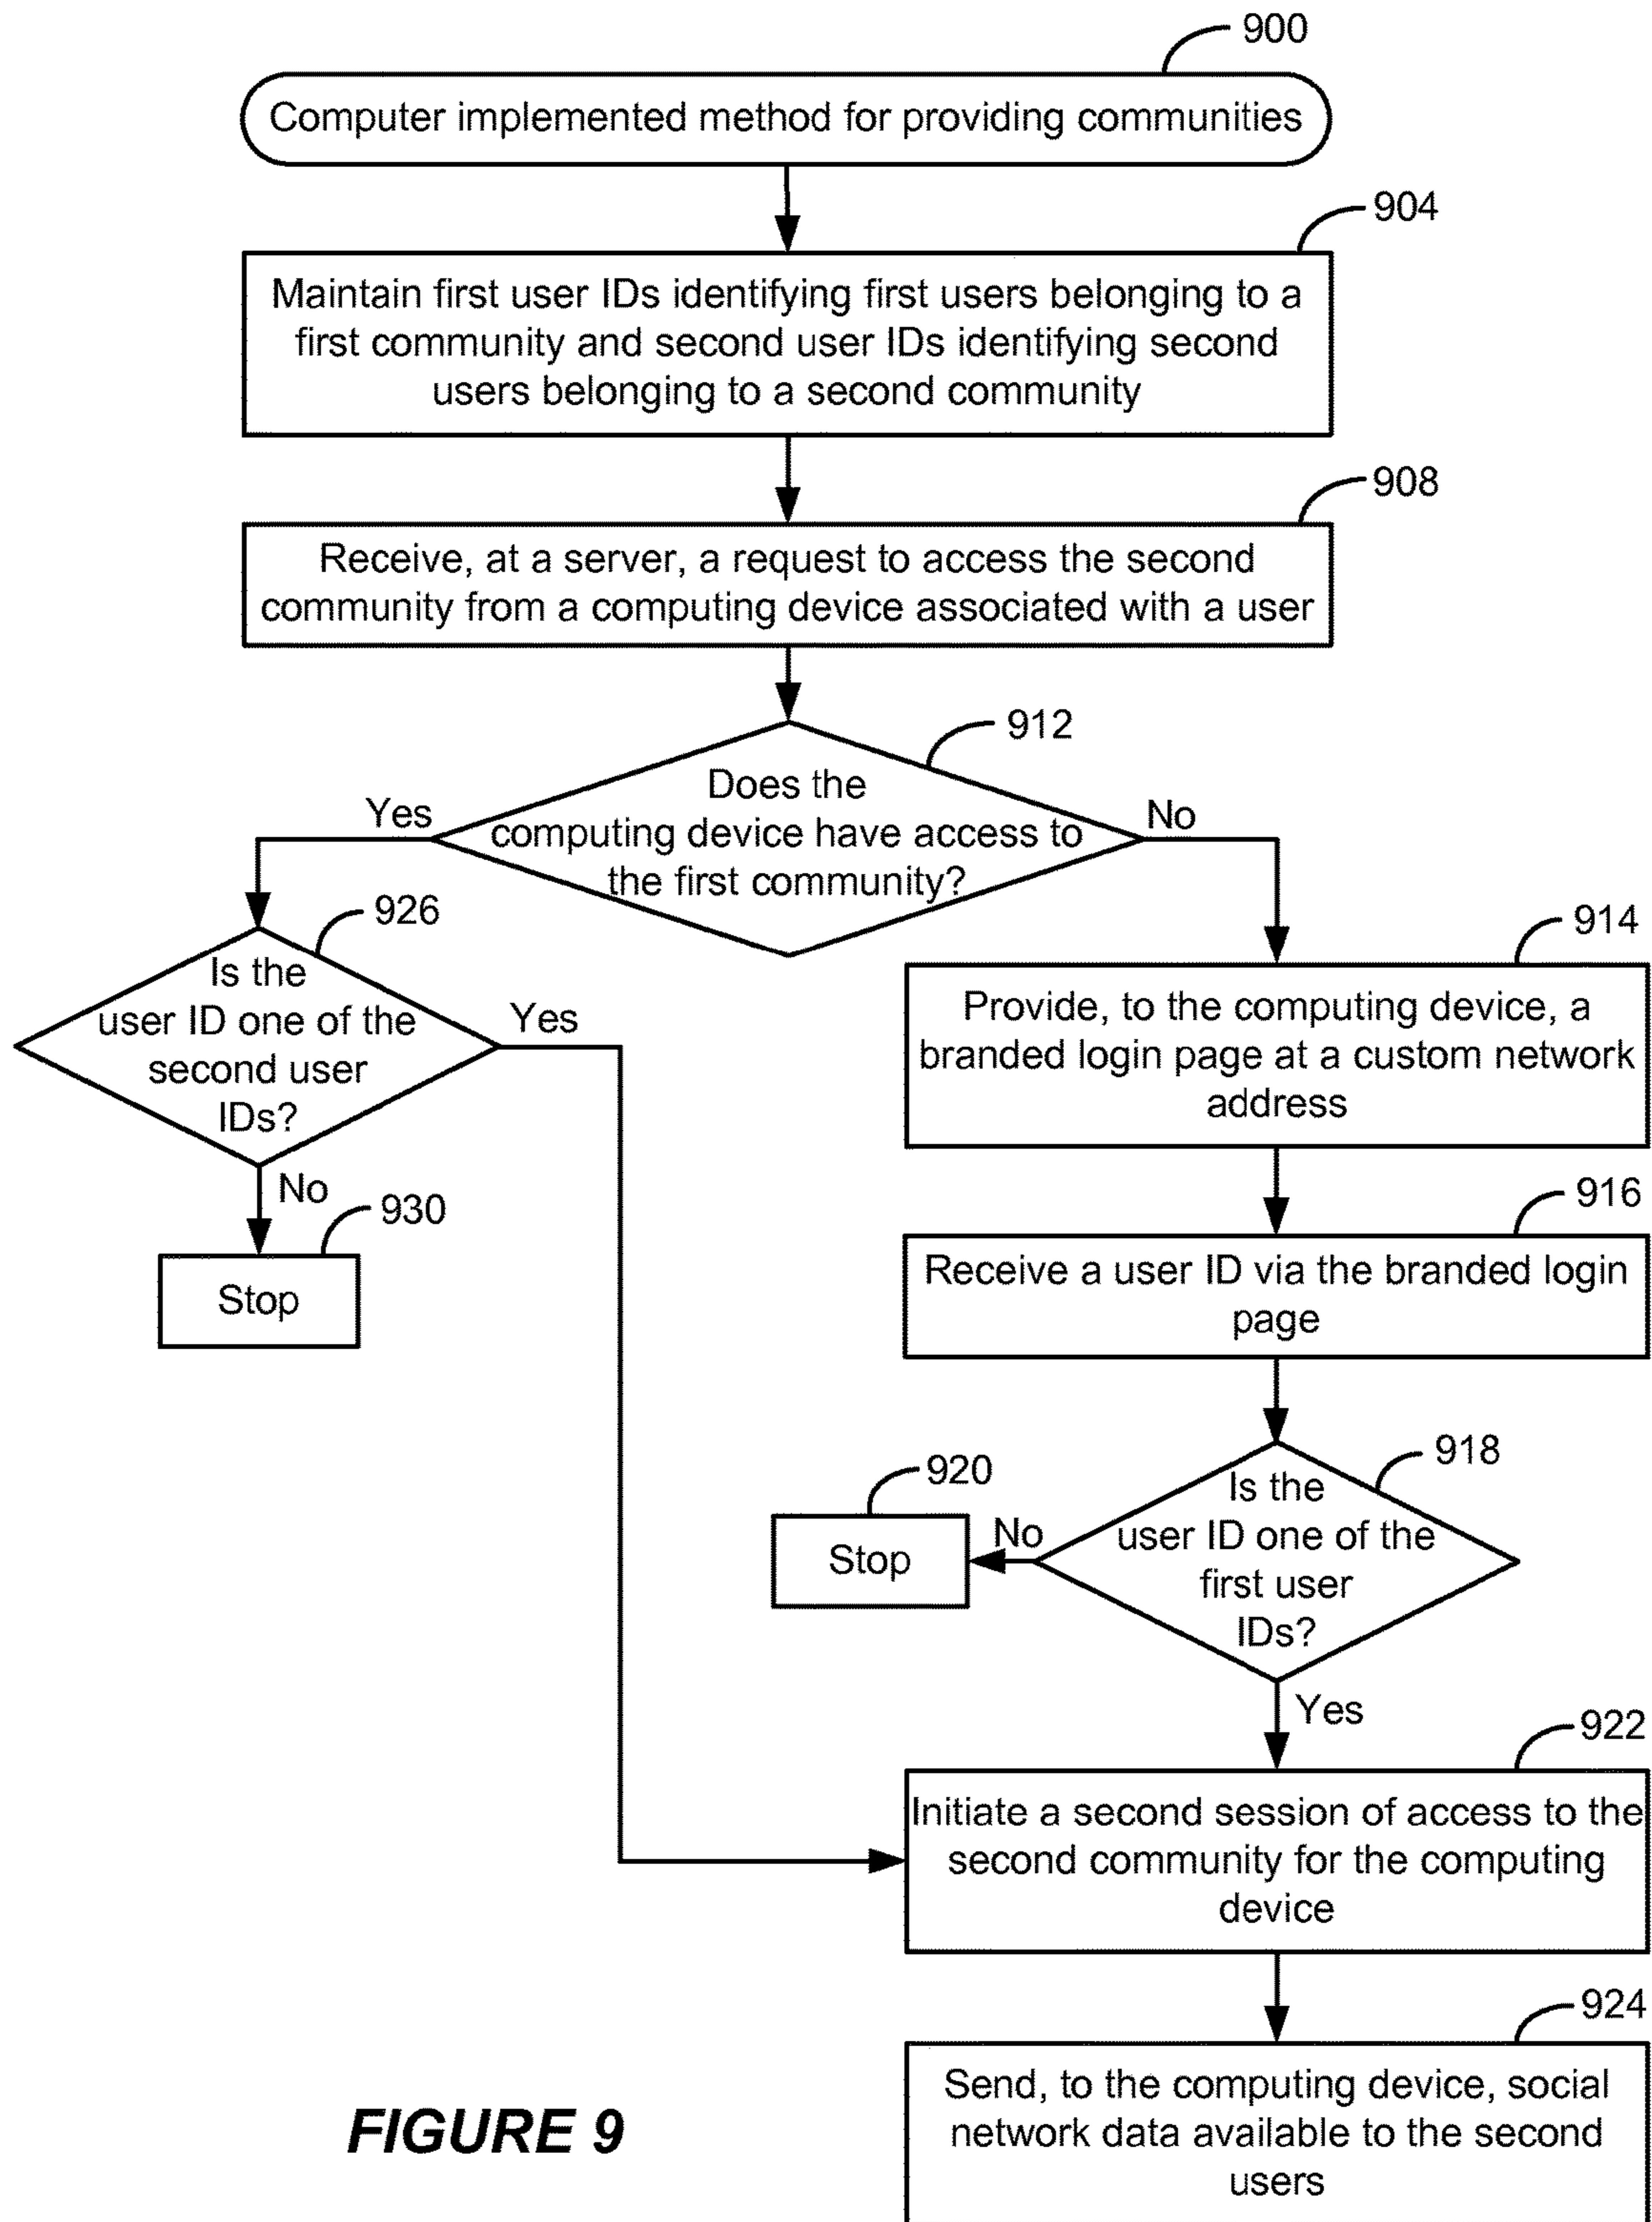 900
Computer implemented method for providing communities
904
Maintain first user IDs identifying first users belonging to a
first community and second user IDs identifying second
users belonging to a second community
908
Receive, at a server, a request to access the second
community from a computing device associated with a user
912
Does the
computing device have access to
the first community?
Yes
No
926
Is the
user ID one of the
second user
IDs?
Yes
No
930
Stop
914
Provide, to the computing device, a
branded login page at a custom network
address
916
Receive a user ID via the branded login
page
918
Is the
user ID one of the
first user
IDs?
No
920
Stop
Yes
922
Initiate a second session of access to the
second community for the computing
device
924
Send, to the computing device, social
network data available to the second
users
FIGURE 9